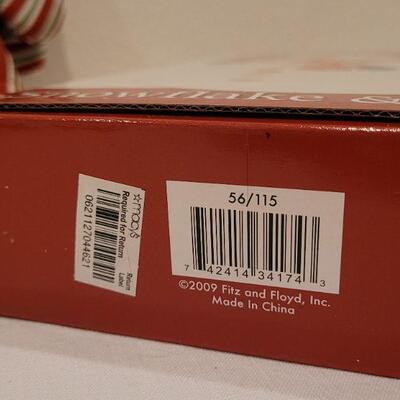 snowflake &
☆macy's
Required for Return
0621127044621
Return
Label
56/115
7 42414 34174 3
©2009 Fitz and Floyd, Inc.
Made In China